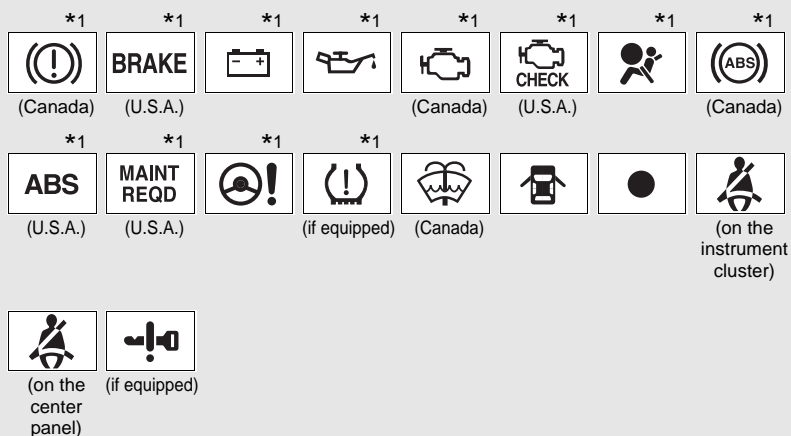 *1 *1 *1 *1 *1 *1 *1 *1
BRAKE CHECK ABS
(Canada) (U.S.A.) (Canada) (U.S.A.) (Canada)
*1 *1 *1 *1
ABS MAINT
REQD
(U.S.A.) (U.S.A.) (if equipped) (Canada) (on the
instrument
cluster)
(on the (if equipped)
center
panel)